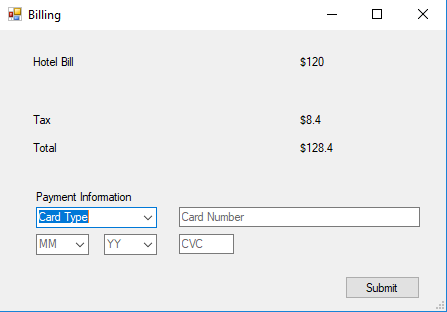 Billing
Hotel Bill $120
Tax $8.4
Total $128.4
Payment Information
Card Type Card Number
MM YY CVC
Submit